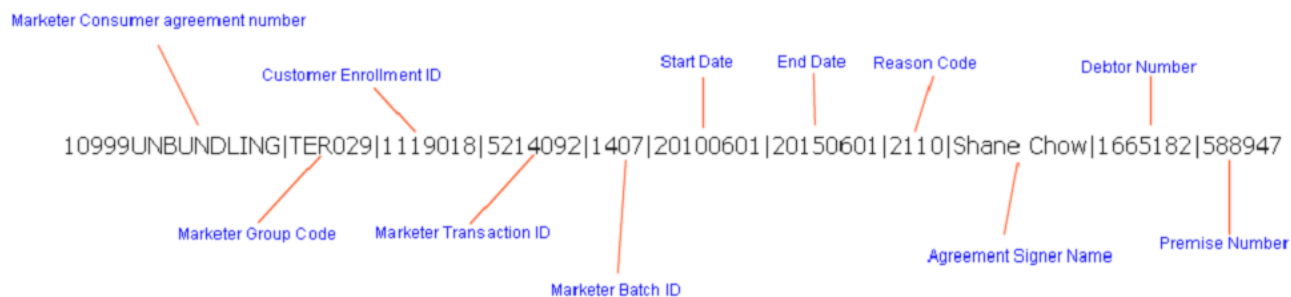 Marketer Consumer agreement number
Customer Enrollment ID
Start Date
End Date
Reason Code
Debtor Number
10999UNBUNDLING|TER029|1119018|5214092|1407|20100601|20150601|2110|Shane Chow|1665182|588947
Marketer Group Code
Marketer Transaction ID
Marketer Batch ID
Agreement Signer Name
Premise Number